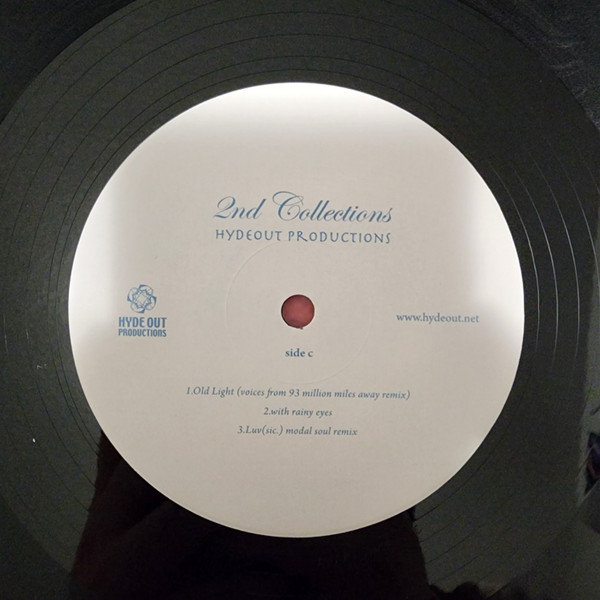 2nd Collections
HYDEOUT PRODUCTIONS
HYDE OUT
PRODUCTIONS
www.hydeout.net
side c
1.Old Light (voices from 93 million miles away remix)
2.with rainy eyes
3.Luv(sic.) modal soul remix